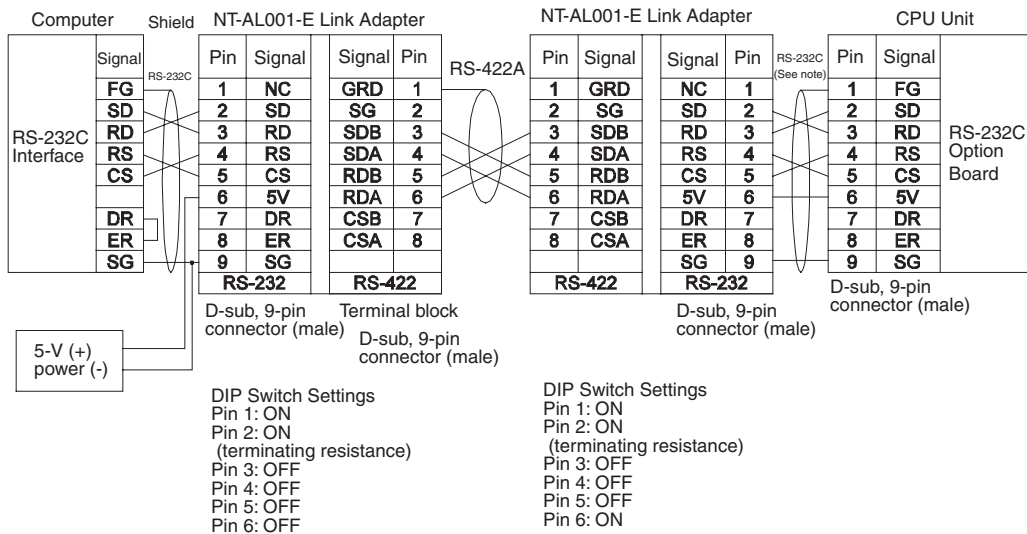 Computer
Shield
NT-AL001-E Link Adapter
NT-AL001-E Link Adapter
CPU Unit
Signal
RS-232C
Pin Signal
Signal Pin
RS-422A
Pin Signal
Signal Pin
RS-232C
(See note)
Pin Signal
FG 1 NC GRD 1 1 GRD NC 1 1 FG
SD 2 SD SG 2 2 SG SD 2 2 SD
RD 3 RD SDB 3 3 SDB RD 3 3 RD
RS 4 RS SDA 4 4 SDA RS 4 4 RS
CS 5 CS RDB 5 5 RDB CS 5 5 CS
6 5V RDA 6 6 RDA 5V 6 6 5V
DR 7 DR CSB 7 7 CSB DR 7 7 DR
ER 8 ER CSA 8 8 CSA ER 8 8 ER
SG 9 SG SG 9 9 SG
RS-232C
Interface
RS-232C
Option
Board
RS-232
RS-422
RS-422
RS-232
D-sub, 9-pin
connector (male)
Terminal block
D-sub, 9-pin
connector (male)
D-sub, 9-pin
connector (male)
D-sub, 9-pin
connector (male)
5-V (+)
power (-)
DIP Switch Settings
Pin 1: ON
Pin 2: ON
(terminating resistance)
Pin 3: OFF
Pin 4: OFF
Pin 5: OFF
Pin 6: OFF
DIP Switch Settings
Pin 1: ON
Pin 2: ON
(terminating resistance)
Pin 3: OFF
Pin 4: OFF
Pin 5: OFF
Pin 6: ON